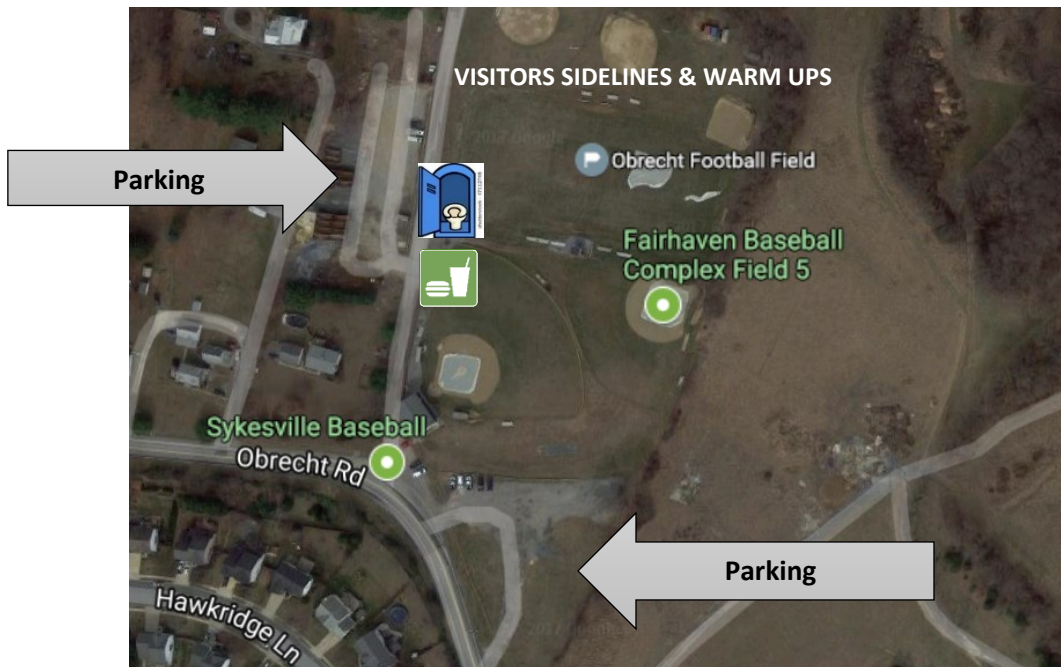 VISITORS SIDELINES & WARM UPS
Parking
Obrecht Football Field
Fairhaven Baseball
Complex Field 5
Sykesville Baseball
Obrecht Rd
Parking
Hawkridge Ln